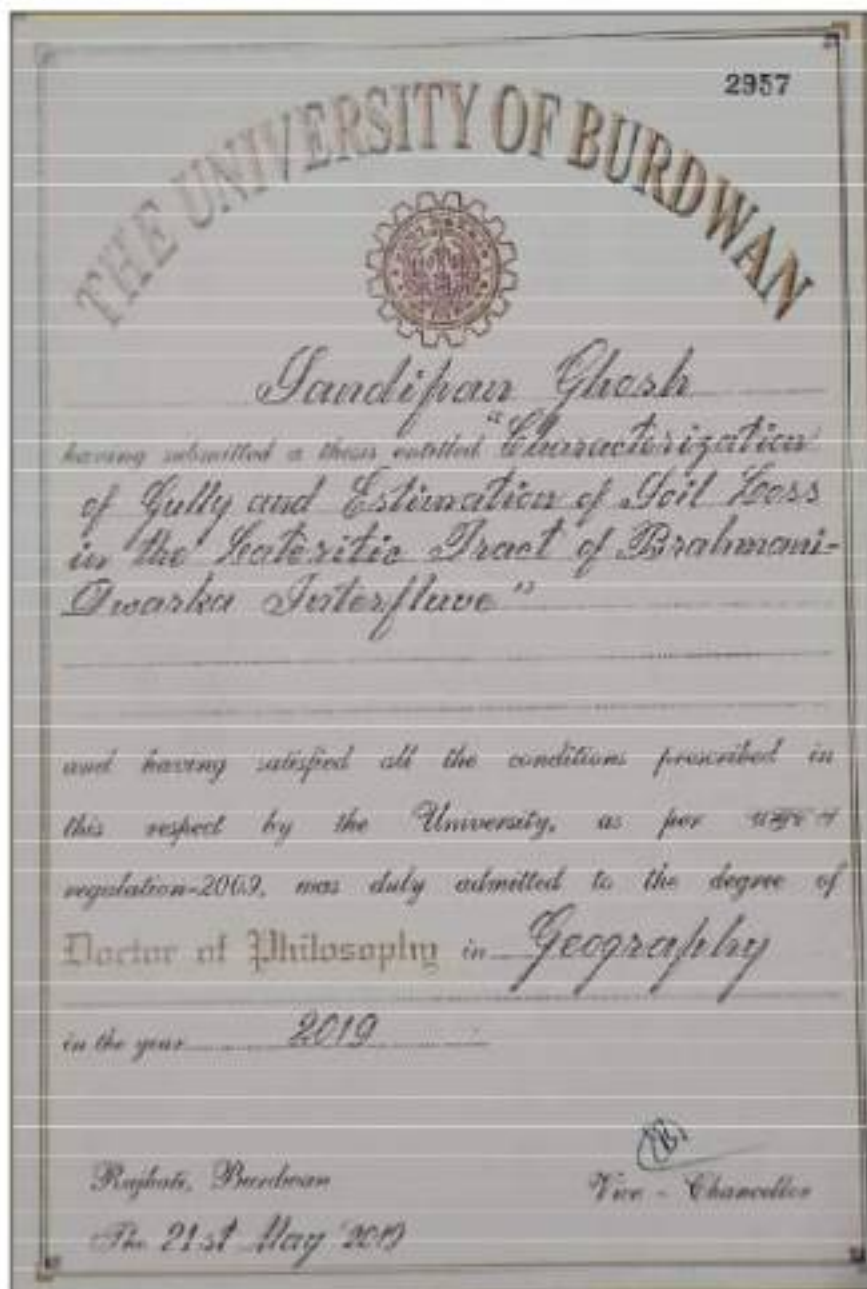 2957
THE UNIVERSITY OF BURDWAN
Sandipan Ghosh
having submitted a thesis entitled "Characterization
of Gully and Estimation of Soil Loss
in the Lateritic Tract of Brahmani-
Dwarka Interfluve"
and having satisfied all the conditions prescribed in
this respect by the University, as per
regulation-2009, was duly admitted to the degree of
Doctor of Philosophy in Geography
in the year 2019
Rajbati, Burdwan
Vice - Chancellor
The 21st May 2019